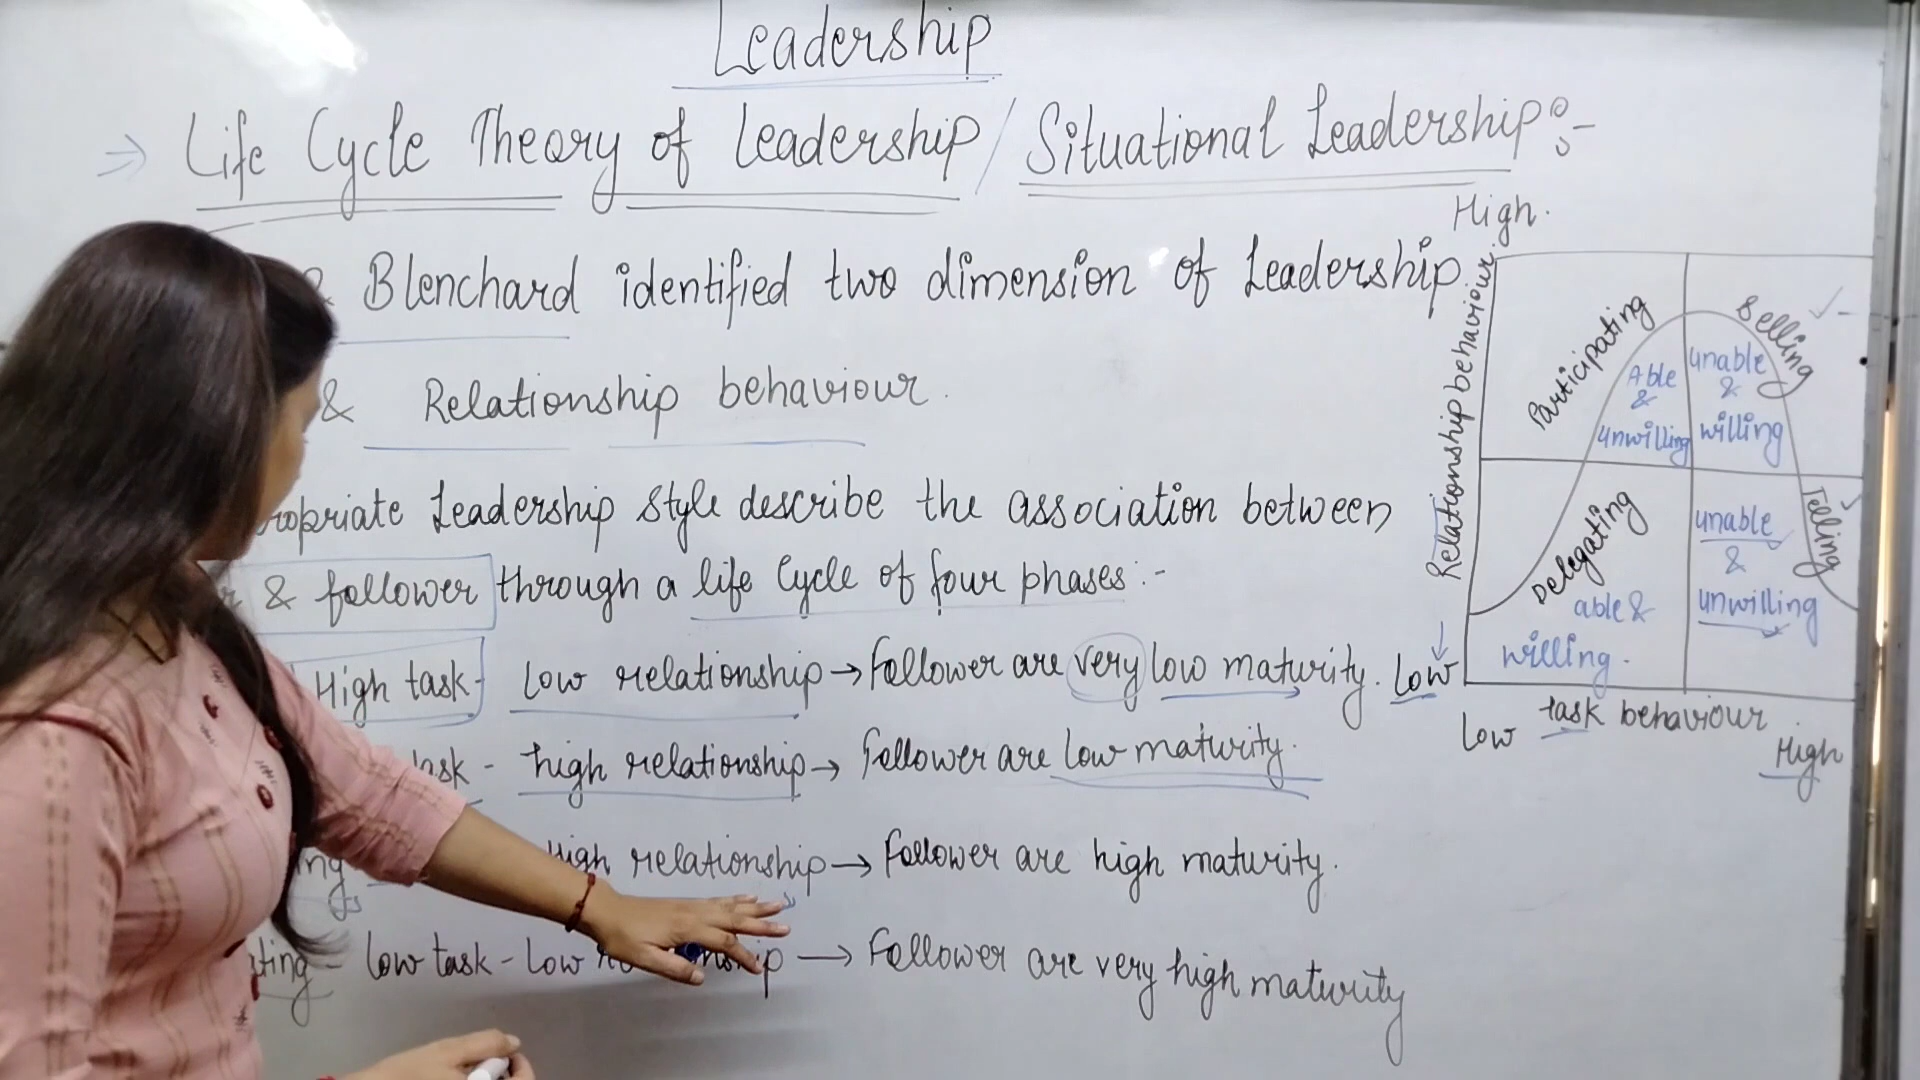 Leadership
⇒ Life Cycle Theory of Leadership / Situational Leadership :-
& Blenchard identified two dimension of Leadership
& Relationship behaviour.
Leadership style describe the association between
& follower through a life cycle of four phases :-
High task - Low relationship → Follower are very low maturity.
task - high relationship → Follower are low maturity.
high relationship → Follower are high maturity.
low task - low → Follower are very high maturity
High.
Relationship behaviour
Low
Participating
Able
&
unwilling
Selling
unable
&
willing
Delegating
able &
willing.
Telling
unable
&
unwilling
Low task behaviour High